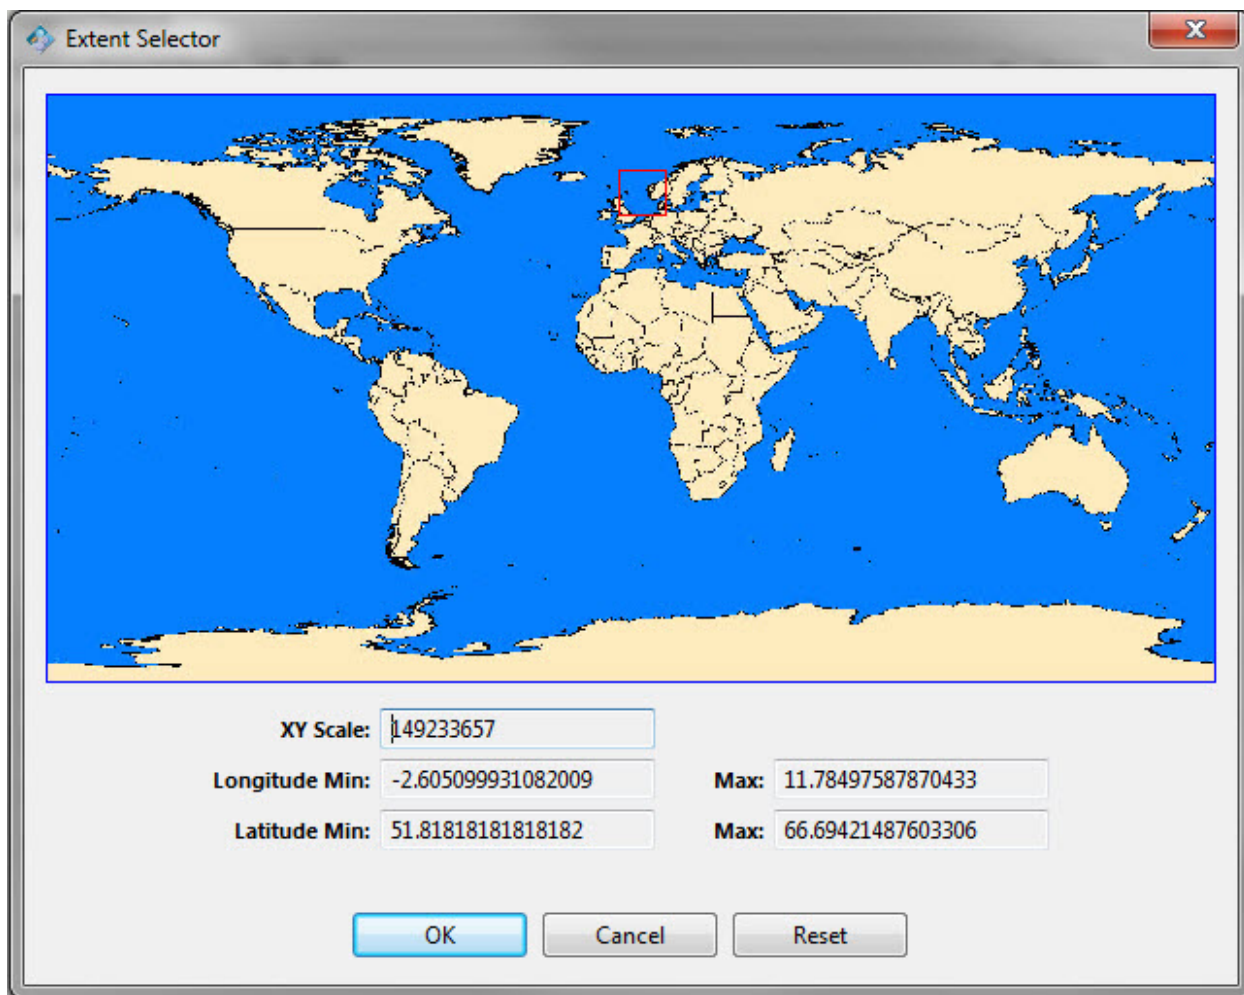 Extent Selector
XY Scale: 149233657
Longitude Min: -2.605099931082009 Max: 11.78497587870433
Latitude Min: 51.81818181818182 Max: 66.69421487603306
OK Cancel Reset